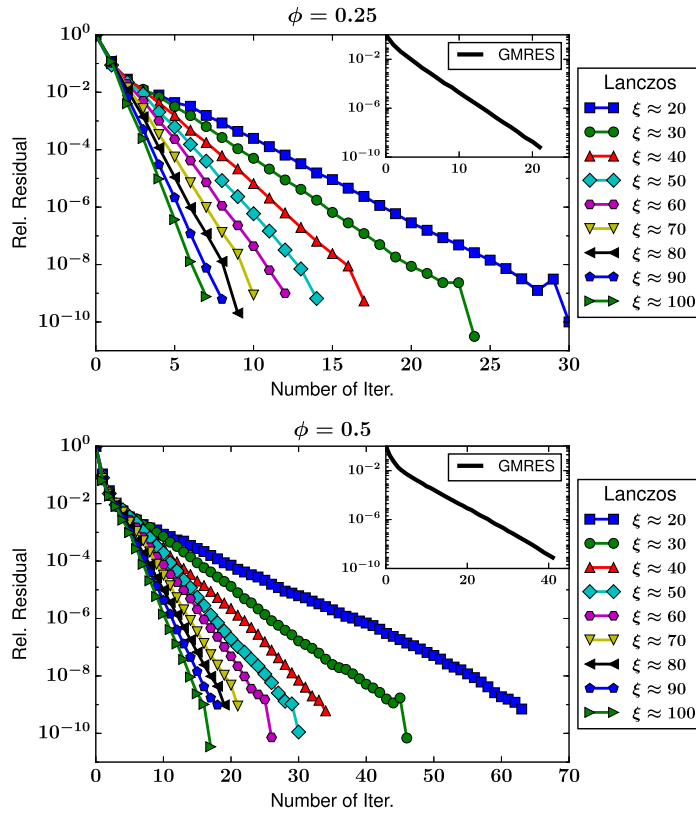 ϕ = 0.25
Rel. Residual
10^0
10^−2
10^−4
10^−6
10^−8
10^−10
0 5 10 15 20 25 30
Number of Iter.
10^−2
10^−6
10^−10
0 10 20
GMRES
Lanczos
ξ ≈ 20
ξ ≈ 30
ξ ≈ 40
ξ ≈ 50
ξ ≈ 60
ξ ≈ 70
ξ ≈ 80
ξ ≈ 90
ξ ≈ 100
ϕ = 0.5
Rel. Residual
10^0
10^−2
10^−4
10^−6
10^−8
10^−10
0 10 20 30 40 50 60 70
Number of Iter.
10^−2
10^−6
10^−10
0 20 40
GMRES
Lanczos
ξ ≈ 20
ξ ≈ 30
ξ ≈ 40
ξ ≈ 50
ξ ≈ 60
ξ ≈ 70
ξ ≈ 80
ξ ≈ 90
ξ ≈ 100